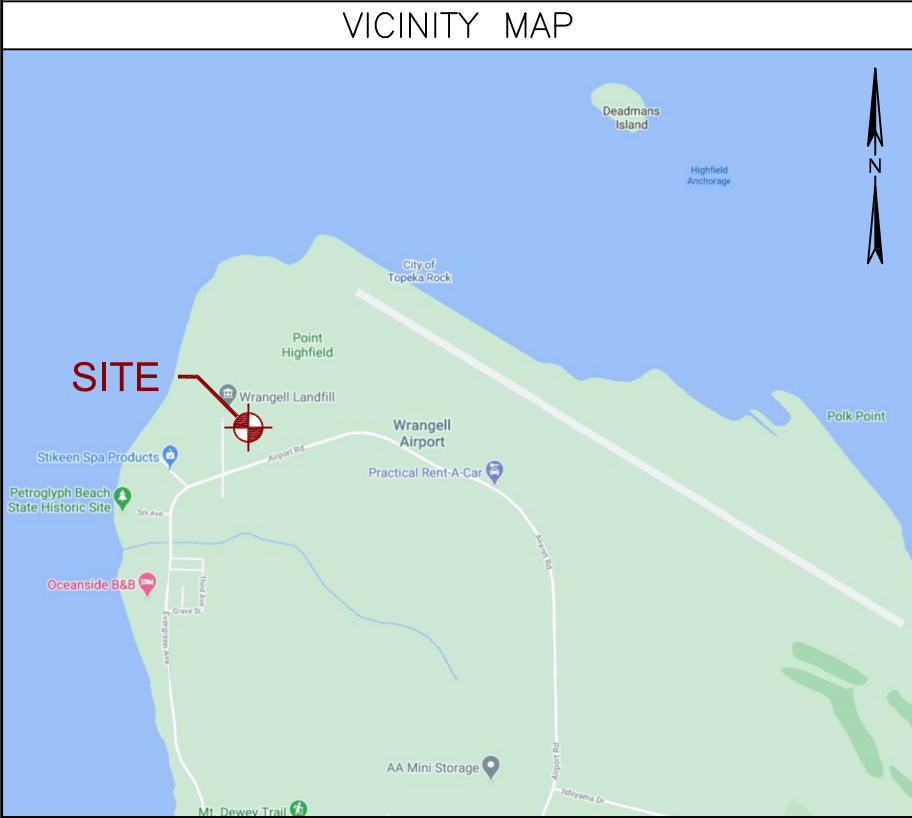 VICINITY MAP
Deadmans
Island
Highfield
Anchorage
N
City of
Topeka Rock
Point
Highfield
SITE
Wrangell Landfill
Polk Point
Wrangell
Airport
Airport Rd
Stikeen Spa Products
Practical Rent-A-Car
Petroglyph Beach
State Historic Site
5th Ave
Airport Rd
Oceanside B&B
Third Ave
Grave St
Evergreen Ave
Airport Rd
AA Mini Storage
Ishiyama Dr
Mt. Dewey Trail